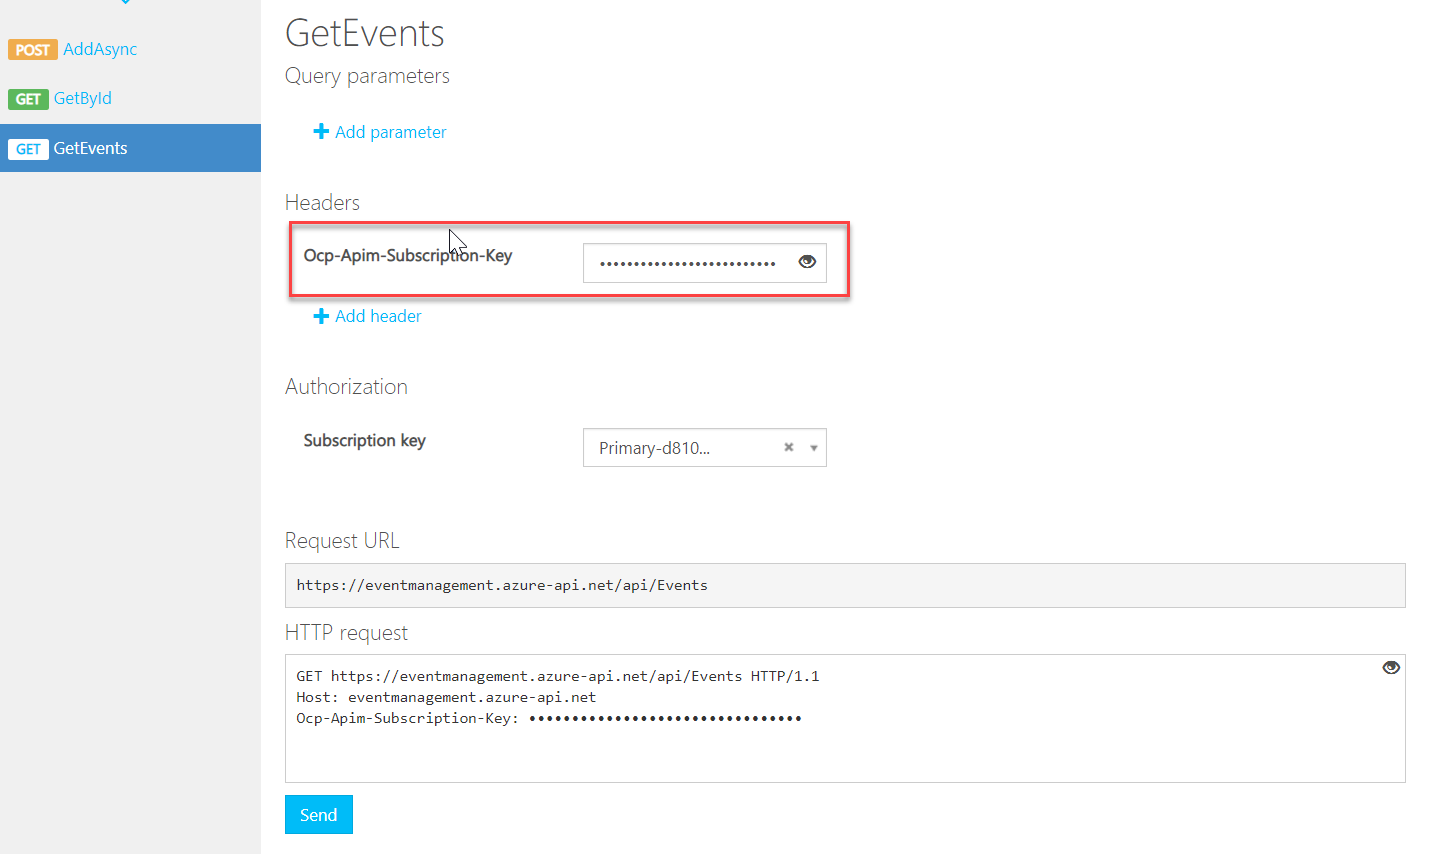 POST AddAsync
GET GetById
GET GetEvents
GetEvents
Query parameters
Add parameter
Headers
Ocp-Apim-Subscription-Key ••••••••••••••••••••••••••
Add header
Authorization
Subscription key Primary-d810...
Request URL
https://eventmanagement.azure-api.net/api/Events
HTTP request
GET https://eventmanagement.azure-api.net/api/Events HTTP/1.1
Host: eventmanagement.azure-api.net
Ocp-Apim-Subscription-Key: ••••••••••••••••••••••••••••••••
Send